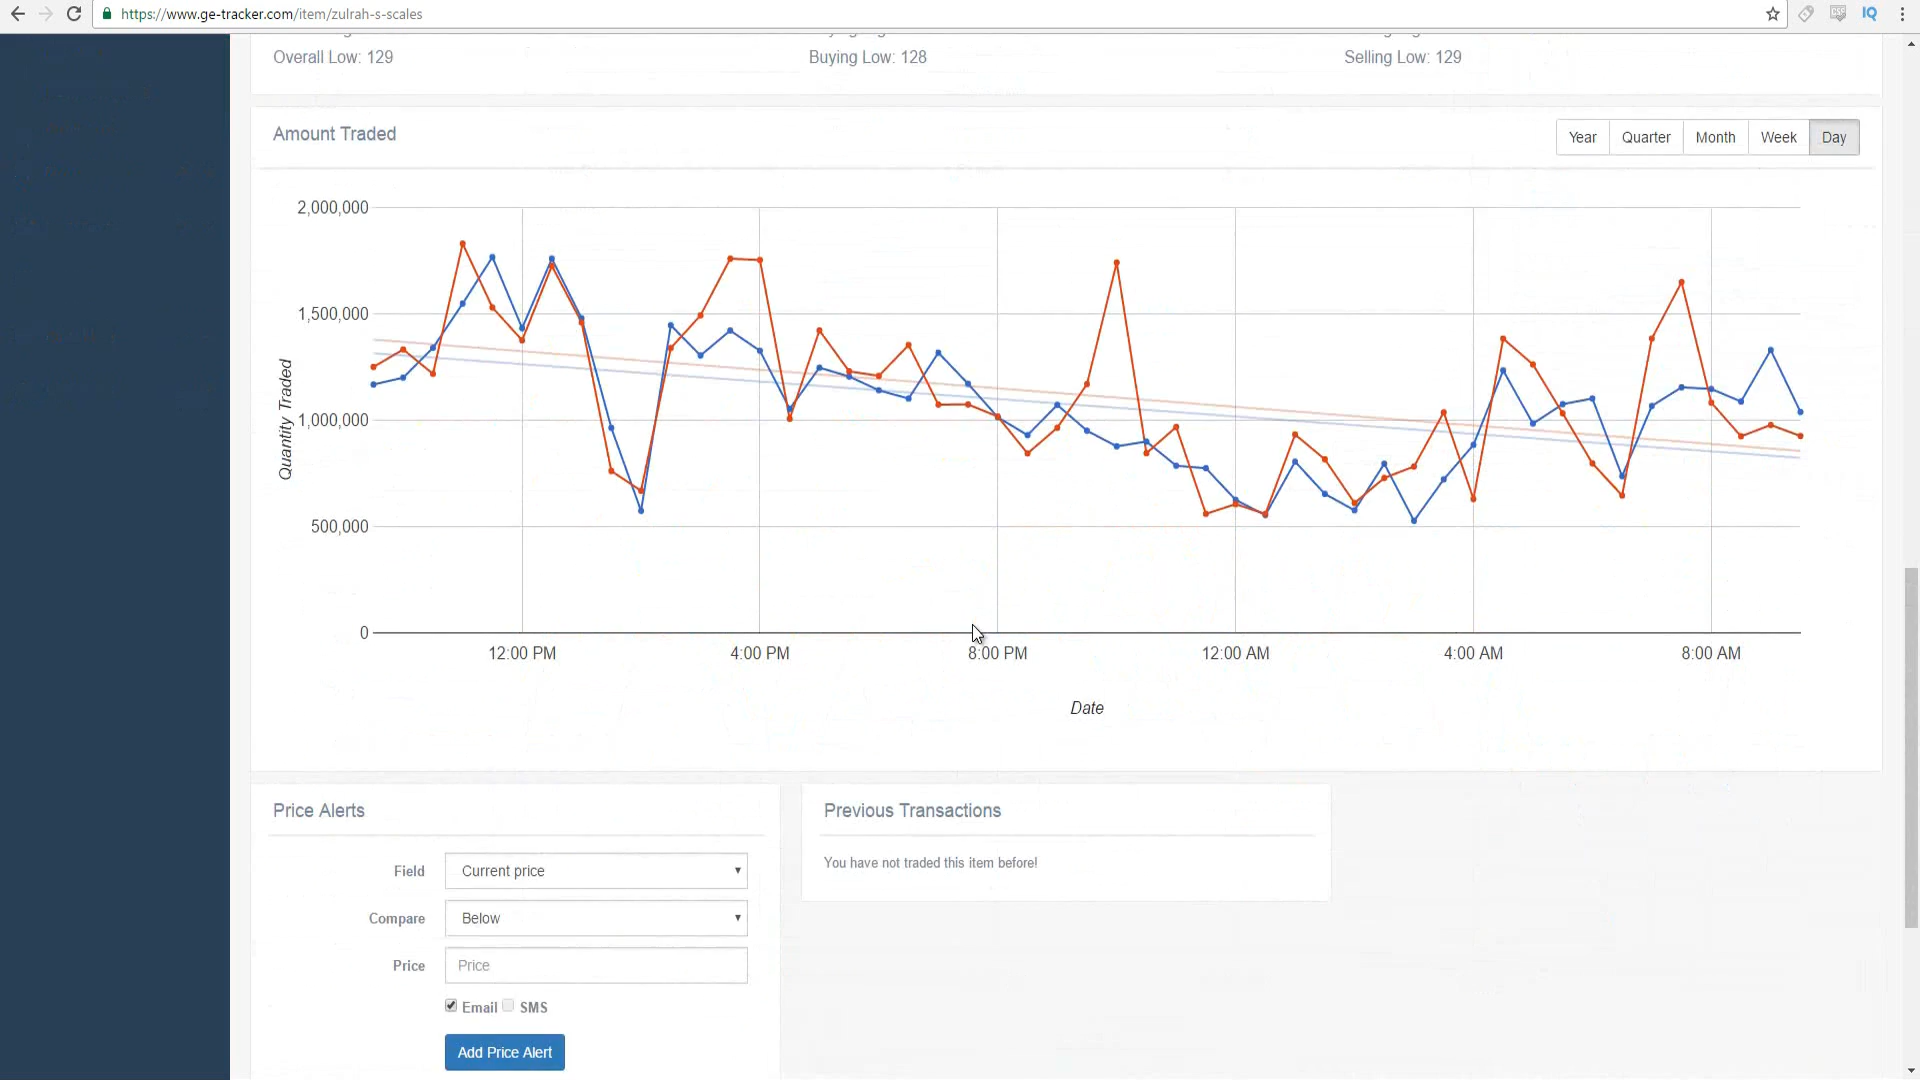 https://www.ge-tracker.com/item/zulrah-s-scales
IQ
Overall Low: 129
Buying Low: 128
Selling Low: 129
Amount Traded
Year
Quarter
Month
Week
Day
2,000,000
1,500,000
1,000,000
500,000
0
Quantity Traded
12:00 PM
4:00 PM
8:00 PM
12:00 AM
4:00 AM
8:00 AM
Date
Price Alerts
Field
Current price
Compare
Below
Price
Price
Email
SMS
Add Price Alert
Previous Transactions
You have not traded this item before!